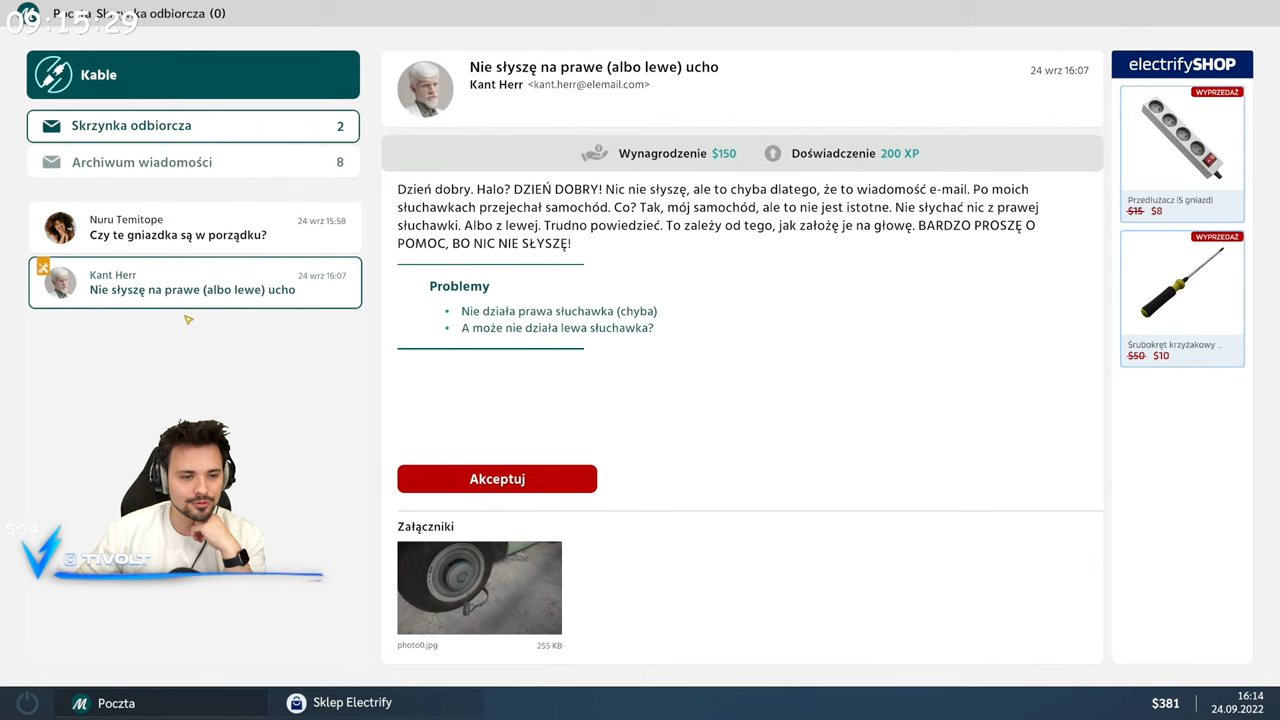 Poczta Skrzynka odbiorcza (0)
09:15:29
Kable
Skrzynka odbiorcza 2
Archiwum wiadomości 8
Nuru Temitope 24 wrz 15:58
Czy te gniazdka są w porządku?
Kant Herr 24 wrz 16:07
Nie słyszę na prawe (albo lewe) ucho
Nie słyszę na prawe (albo lewe) ucho
Kant Herr <kant.herr@elemail.com>
24 wrz 16:07
Wynagrodzenie $150 Doświadczenie 200 XP
Dzień dobry. Halo? DZIEŃ DOBRY! Nic nie słyszę, ale to chyba dlatego, że to wiadomość e-mail. Po moich
słuchawkach przejechał samochód. Co? Tak, mój samochód, ale to nie jest istotne. Nie słychać nic z prawej
słuchawki. Albo z lewej. Trudno powiedzieć. To zależy od tego, jak założę je na głowę. BARDZO PROSZĘ O
POMOC, BO NIC NIE SŁYSZĘ!
Problemy
• Nie działa prawa słuchawka (chyba)
• A może nie działa lewa słuchawka?
Akceptuj
Załączniki
photo0.jpg 255 KB
electrifySHOP
WYPRZEDAŻ
Przedłużacz (5 gniazd)
$15 $8
WYPRZEDAŻ
Śrubokręt krzyżakowy ...
$50 $10
504
TIVOLT
Poczta
Sklep Electrify
$381
16:14
24.09.2022